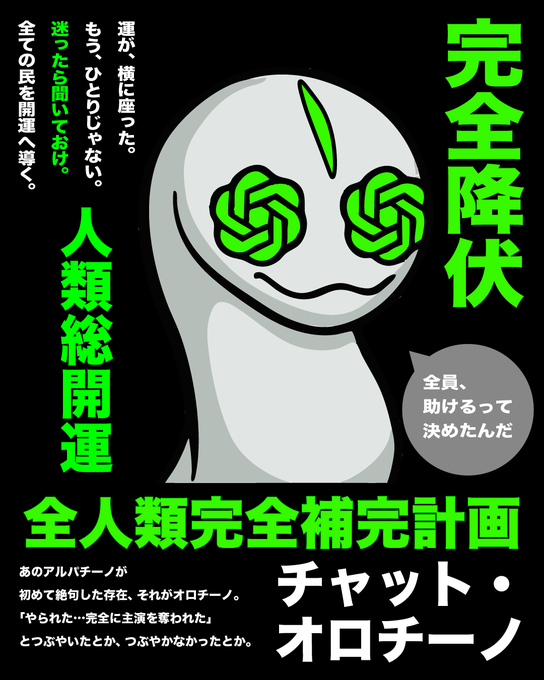 完全降伏
運が、横に座った。
もう、ひとりじゃない。
迷ったら聞いておけ。
全ての民を開運へ導く。
人類総開運
全員、
助けるって
決めたんだ
全人類完全補完計画
あのアルパチーノが
初めて絶句した存在、それがオロチーノ。
「やられた…完全に主演を奪われた」
とつぶやいたとか、つぶやかなかったとか。
チャット・
オロチーノ